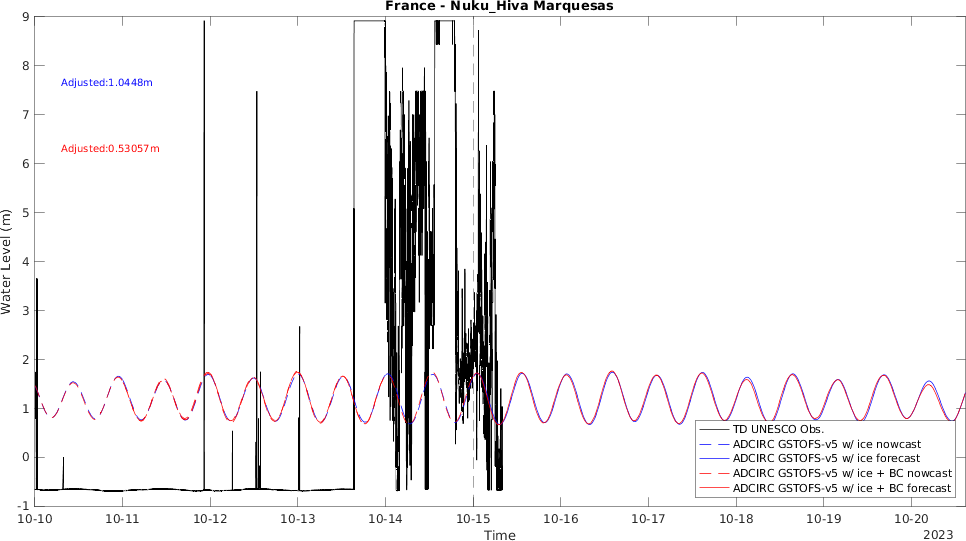 France - Nuku_Hiva Marquesas
9
8
7
6
5
4
3
2
1
0
-1
Water Level (m)
Adjusted:1.0448m
Adjusted:0.53057m
TD UNESCO Obs.
ADCIRC GSTOFS-v5 w/ ice nowcast
ADCIRC GSTOFS-v5 w/ ice forecast
ADCIRC GSTOFS-v5 w/ ice + BC nowcast
ADCIRC GSTOFS-v5 w/ ice + BC forecast
10-10 10-11 10-12 10-13 10-14 10-15 10-16 10-17 10-18 10-19 10-20
Time
2023